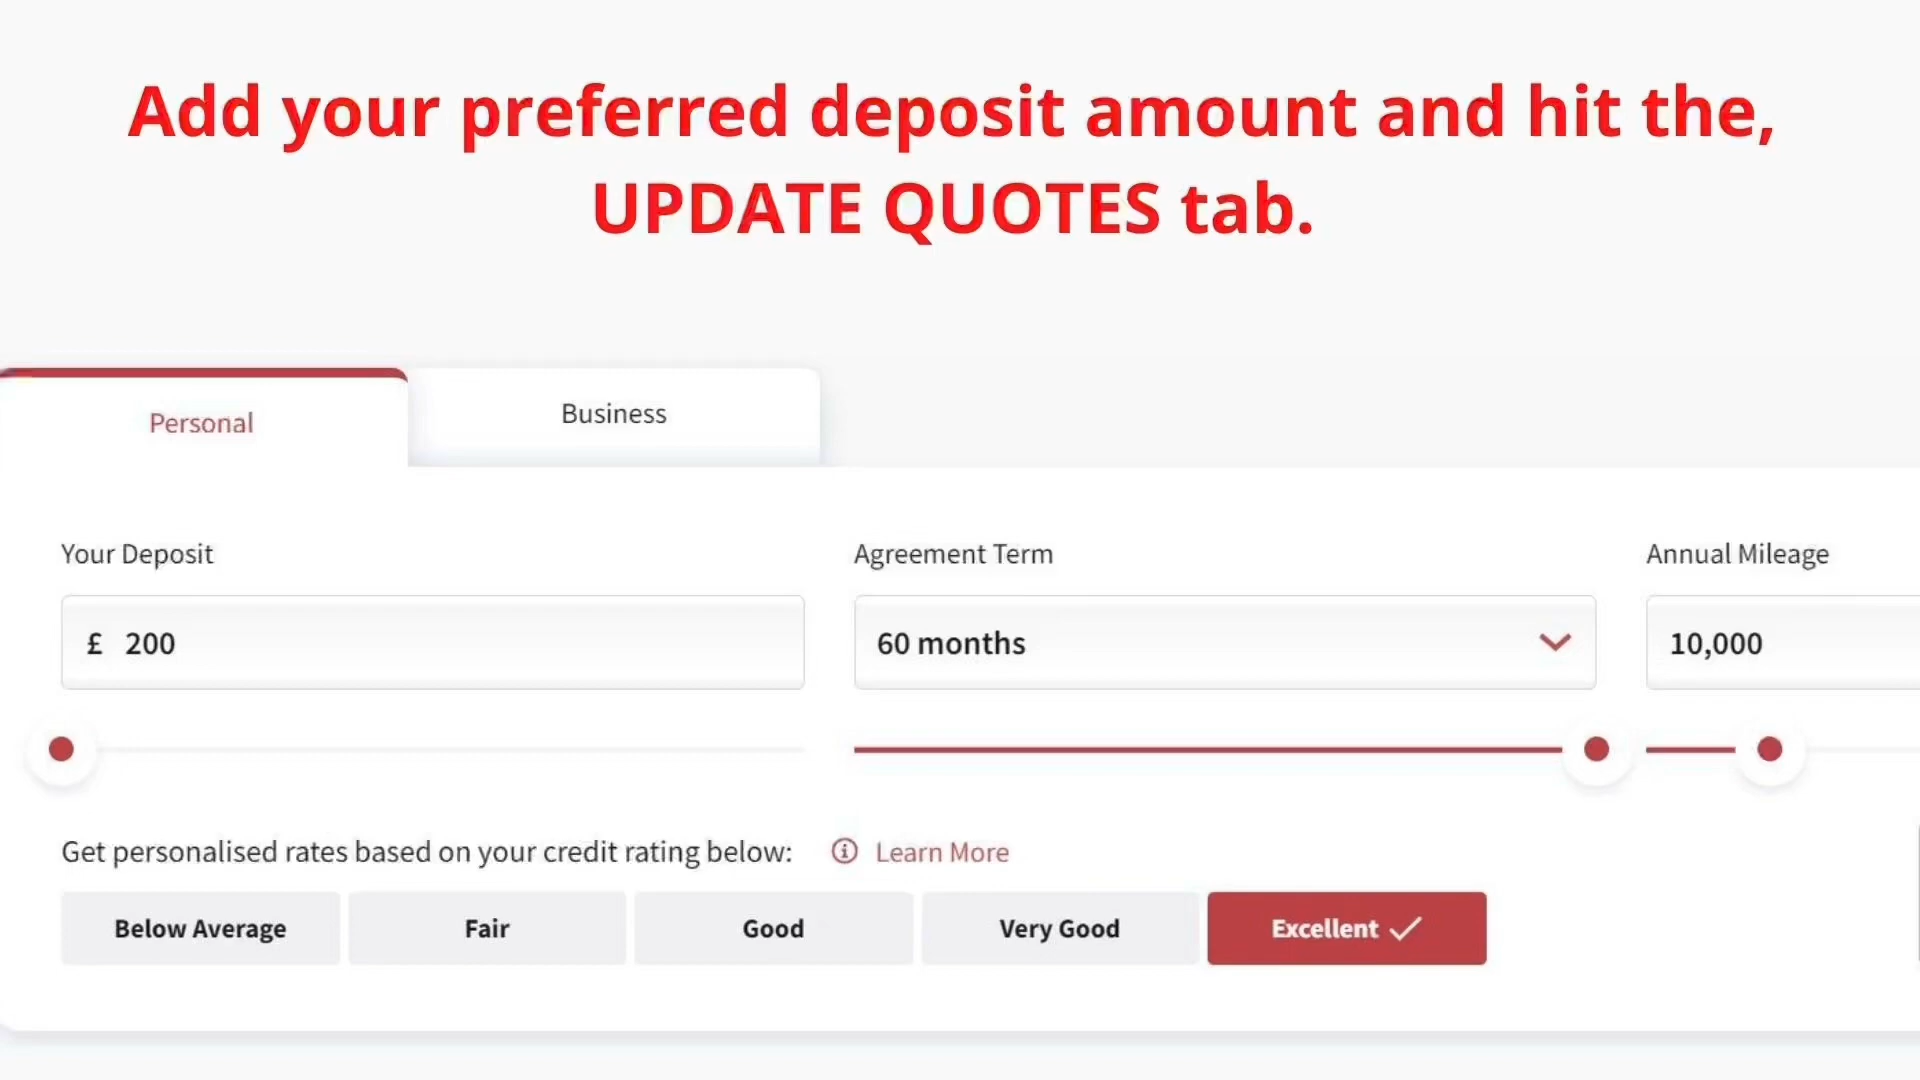 Add your preferred deposit amount and hit the,
UPDATE QUOTES tab.
Personal
Business
Your Deposit
Agreement Term
Annual Mileage
£ 200
60 months
10,000
Get personalised rates based on your credit rating below:
Learn More
Below Average
Fair
Good
Very Good
Excellent